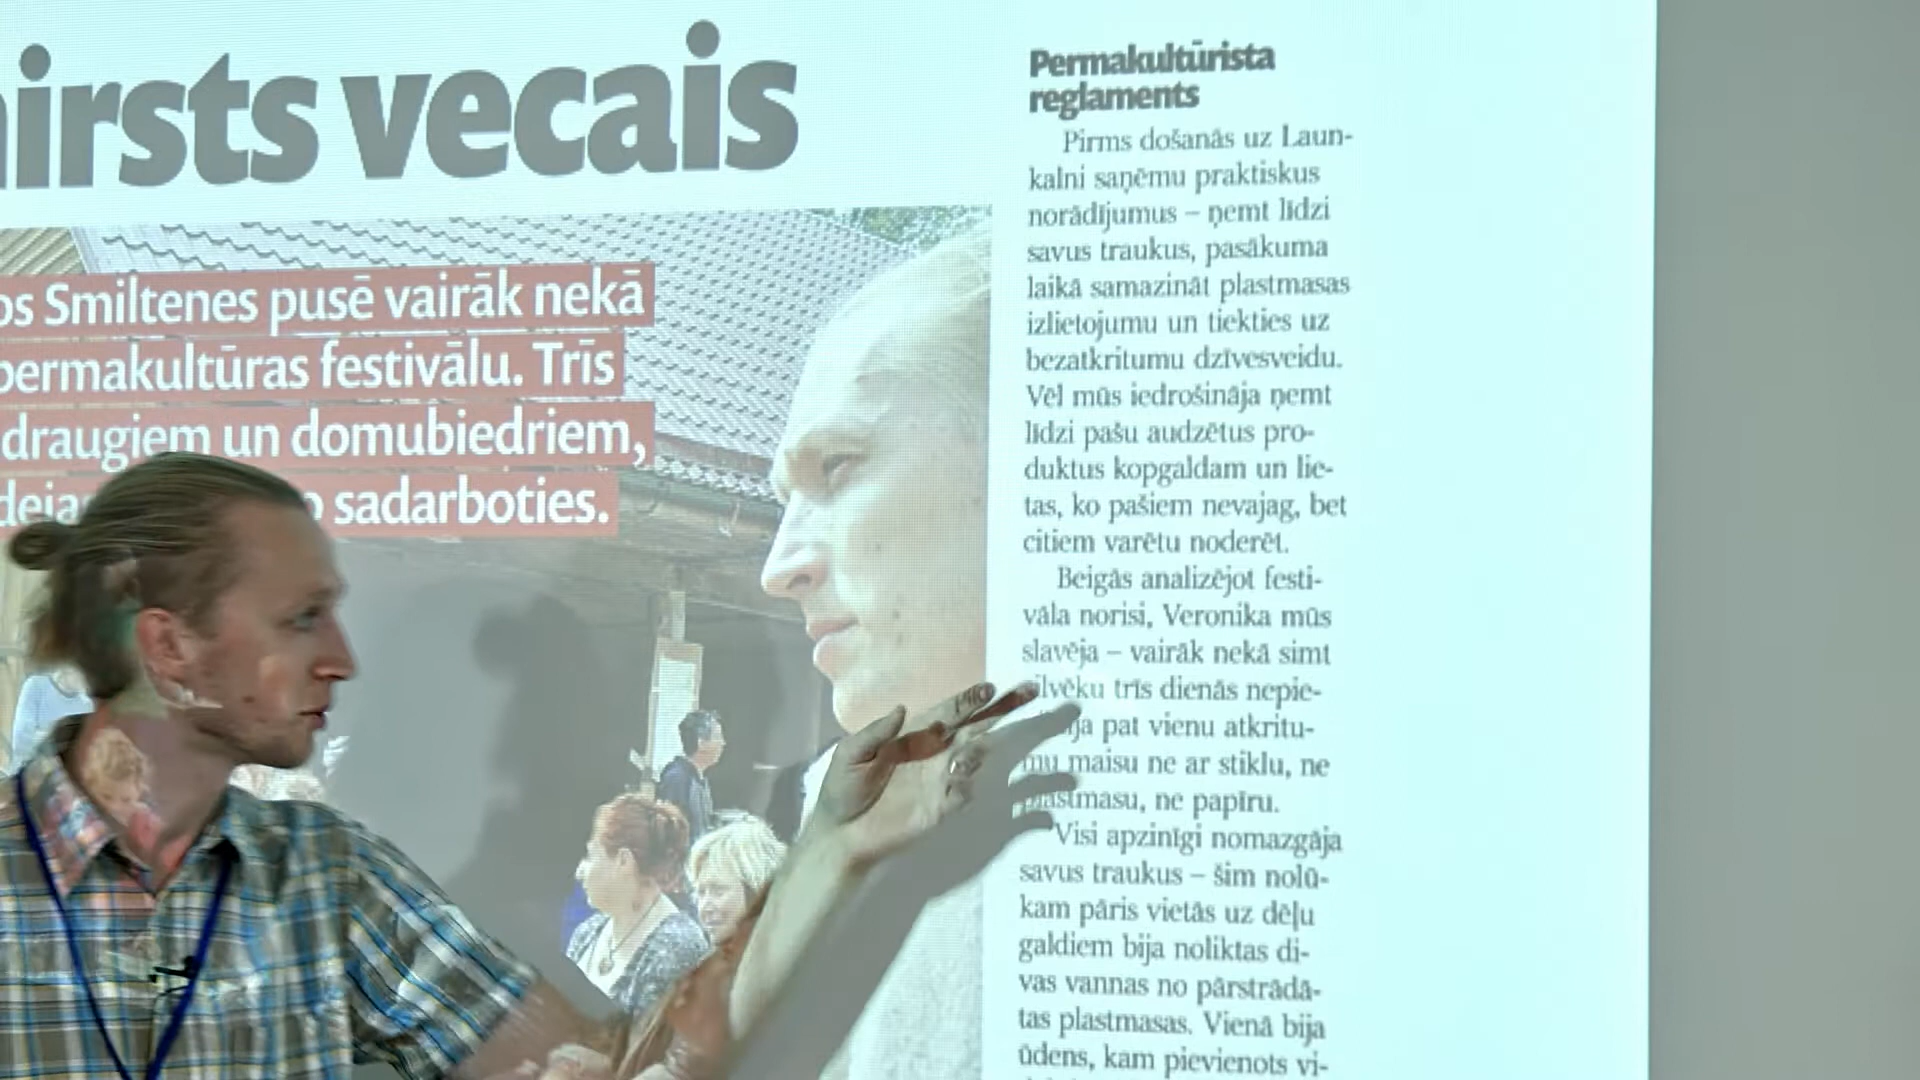 irsts vecais
os Smiltenes pusē vairāk nekā
permakultūras festivālu. Trīs
draugiem un domubiedriem,
sadarboties.
Permakultūrista
reglaments
Pirms došanās uz Laun-
kalni saņēmu praktiskus
norādījumus – ņemt līdzi
savus traukus, pasākuma
laikā samazināt plastmasas
izlietojumu un tiekties uz
bezatkritumu dzīvesveidu.
Vēl mūs iedrošināja ņemt
līdzi pašu audzētus pro-
duktus kopgaldam un lie-
tas, ko pašiem nevajag, bet
citiem varētu noderēt.
Beigās analizējot festi-
vāla norisi, Veronika mūs
slavēja – vairāk nekā simt
cilvēku trīs dienās nepie-
ja pat vienu atkritu-
mu maisu ne ar stiklu, ne
plastmasu, ne papīru.
Visi apzinīgi nomazgāja
savus traukus – šim nolū-
kam pāris vietās uz dēļu
galdiem bija noliktas di-
vas vannas no pārstrādā-
tas plastmasas. Vienā bija
ūdens, kam pievienots vi-